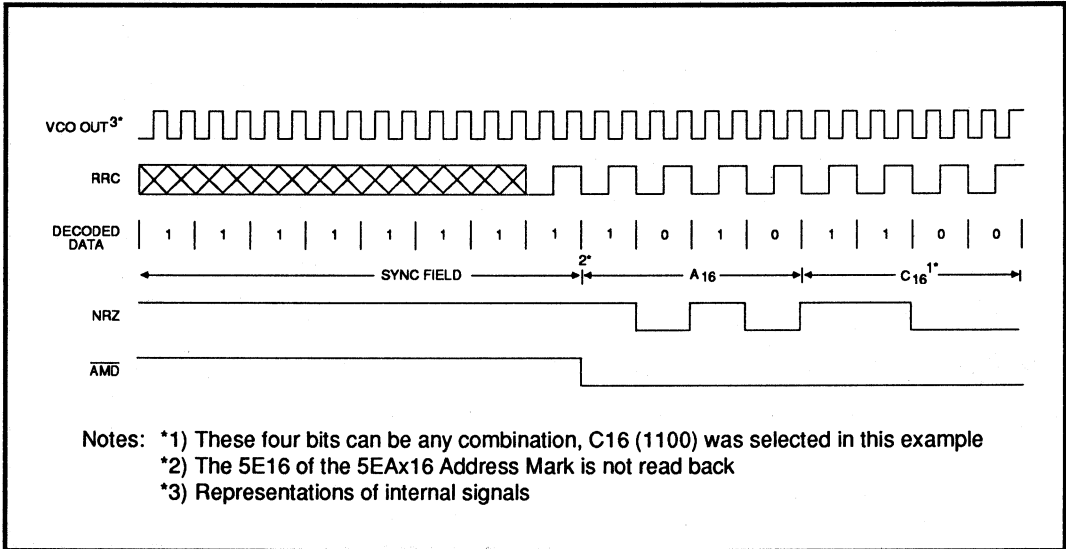 VCO OUT3*
RRC
DECODED
DATA
1 1 1 1 1 1 1 1 1 0 1 0 1 1 0 0
2*
SYNC FIELD A16 C16 1*
NRZ
AMD
Notes: *1) These four bits can be any combination, C16 (1100) was selected in this example
*2) The 5E16 of the 5EAx16 Address Mark is not read back
*3) Representations of internal signals